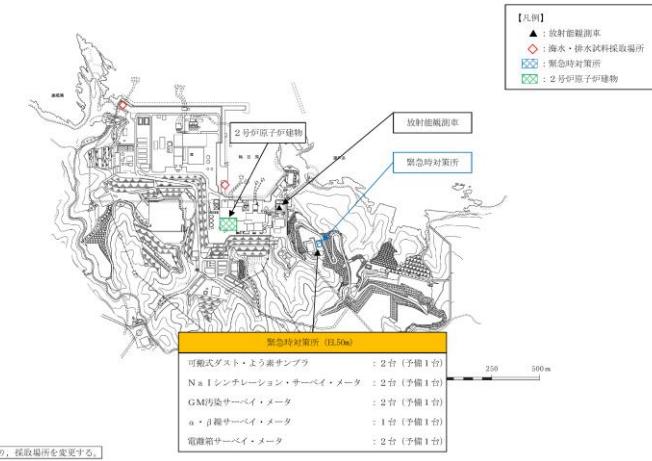 【凡例】
▲：放射能観測車
◇：海水・排水試料採取場所
：緊急時対策所
：２号炉原子炉建物
２号炉原子炉建物
放射能観測車
緊急時対策所
緊急時対策所（EL50m）
可搬式ダスト・よう素サンプラ ：２台（予備１台）
ＮａＩシンチレーション・サーベイ・メータ ：２台（予備１台）
ＧＭ汚染サーベイ・メータ ：２台（予備１台）
α・β線サーベイ・メータ ：１台（予備１台）
電離箱サーベイ・メータ ：２台（予備１台）
250 500 m
り，採取場所を変更する。